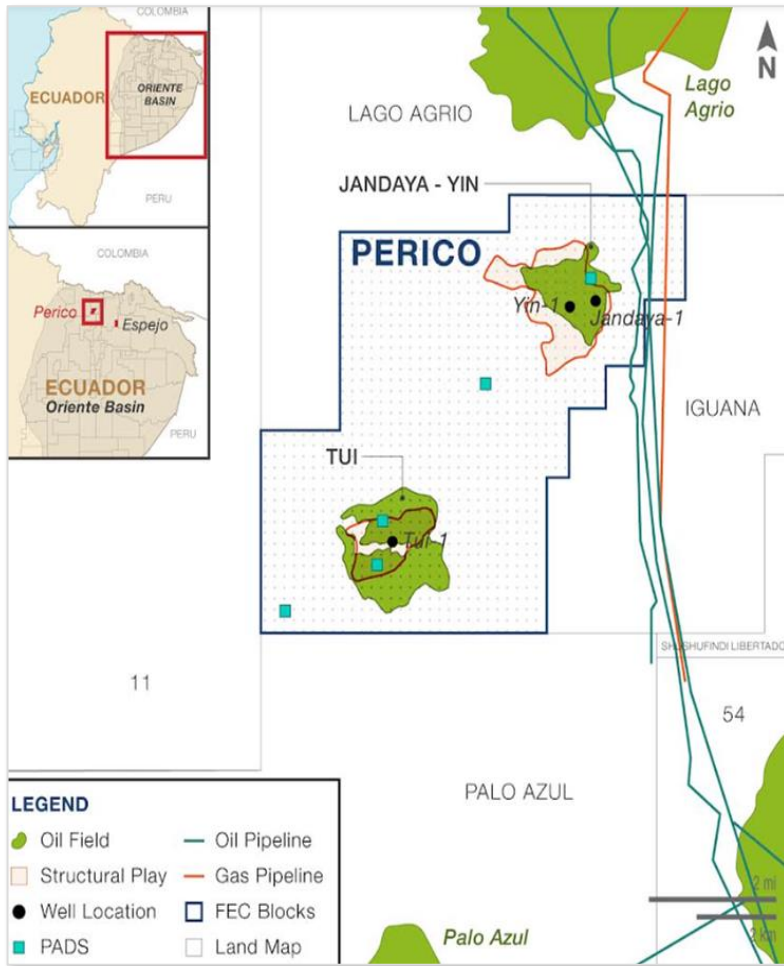 COLOMBIA
ECUADOR
ORIENTE
BASIN
PERU
COLOMBIA
Perico
Espejo
ECUADOR
Oriente Basin
PERU
N
Lago
Agrio
LAGO AGRIO
JANDAYA - YIN
PERICO
Yin-1
Jandaya-1
IGUANA
TUI
Tui-1
SHUSHUFINDI LIBERTADO
11
54
PALO AZUL
LEGEND
Oil Field
Oil Pipeline
Structural Play
Gas Pipeline
Well Location
FEC Blocks
PADS
Land Map
Palo Azul
2 mi
2 km